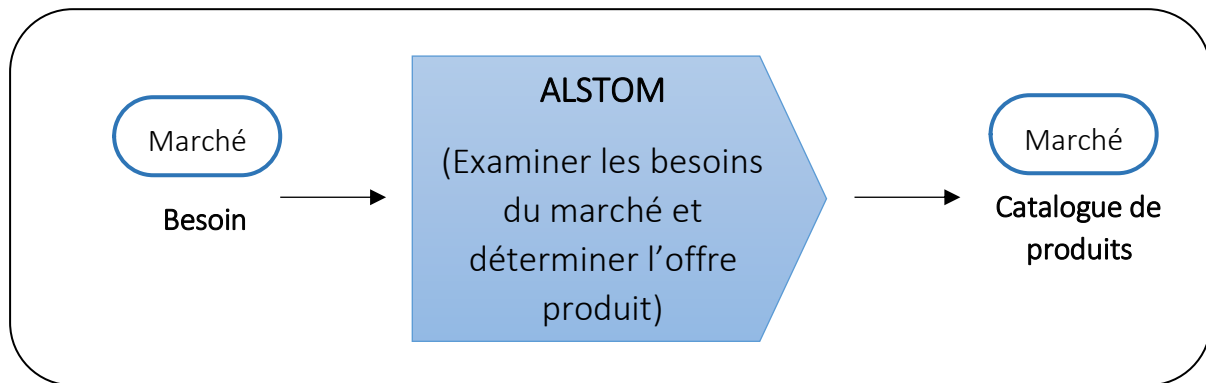 Marché
Besoin
ALSTOM
(Examiner les besoins
du marché et
déterminer l’offre
produit)
Marché
Catalogue de
produits